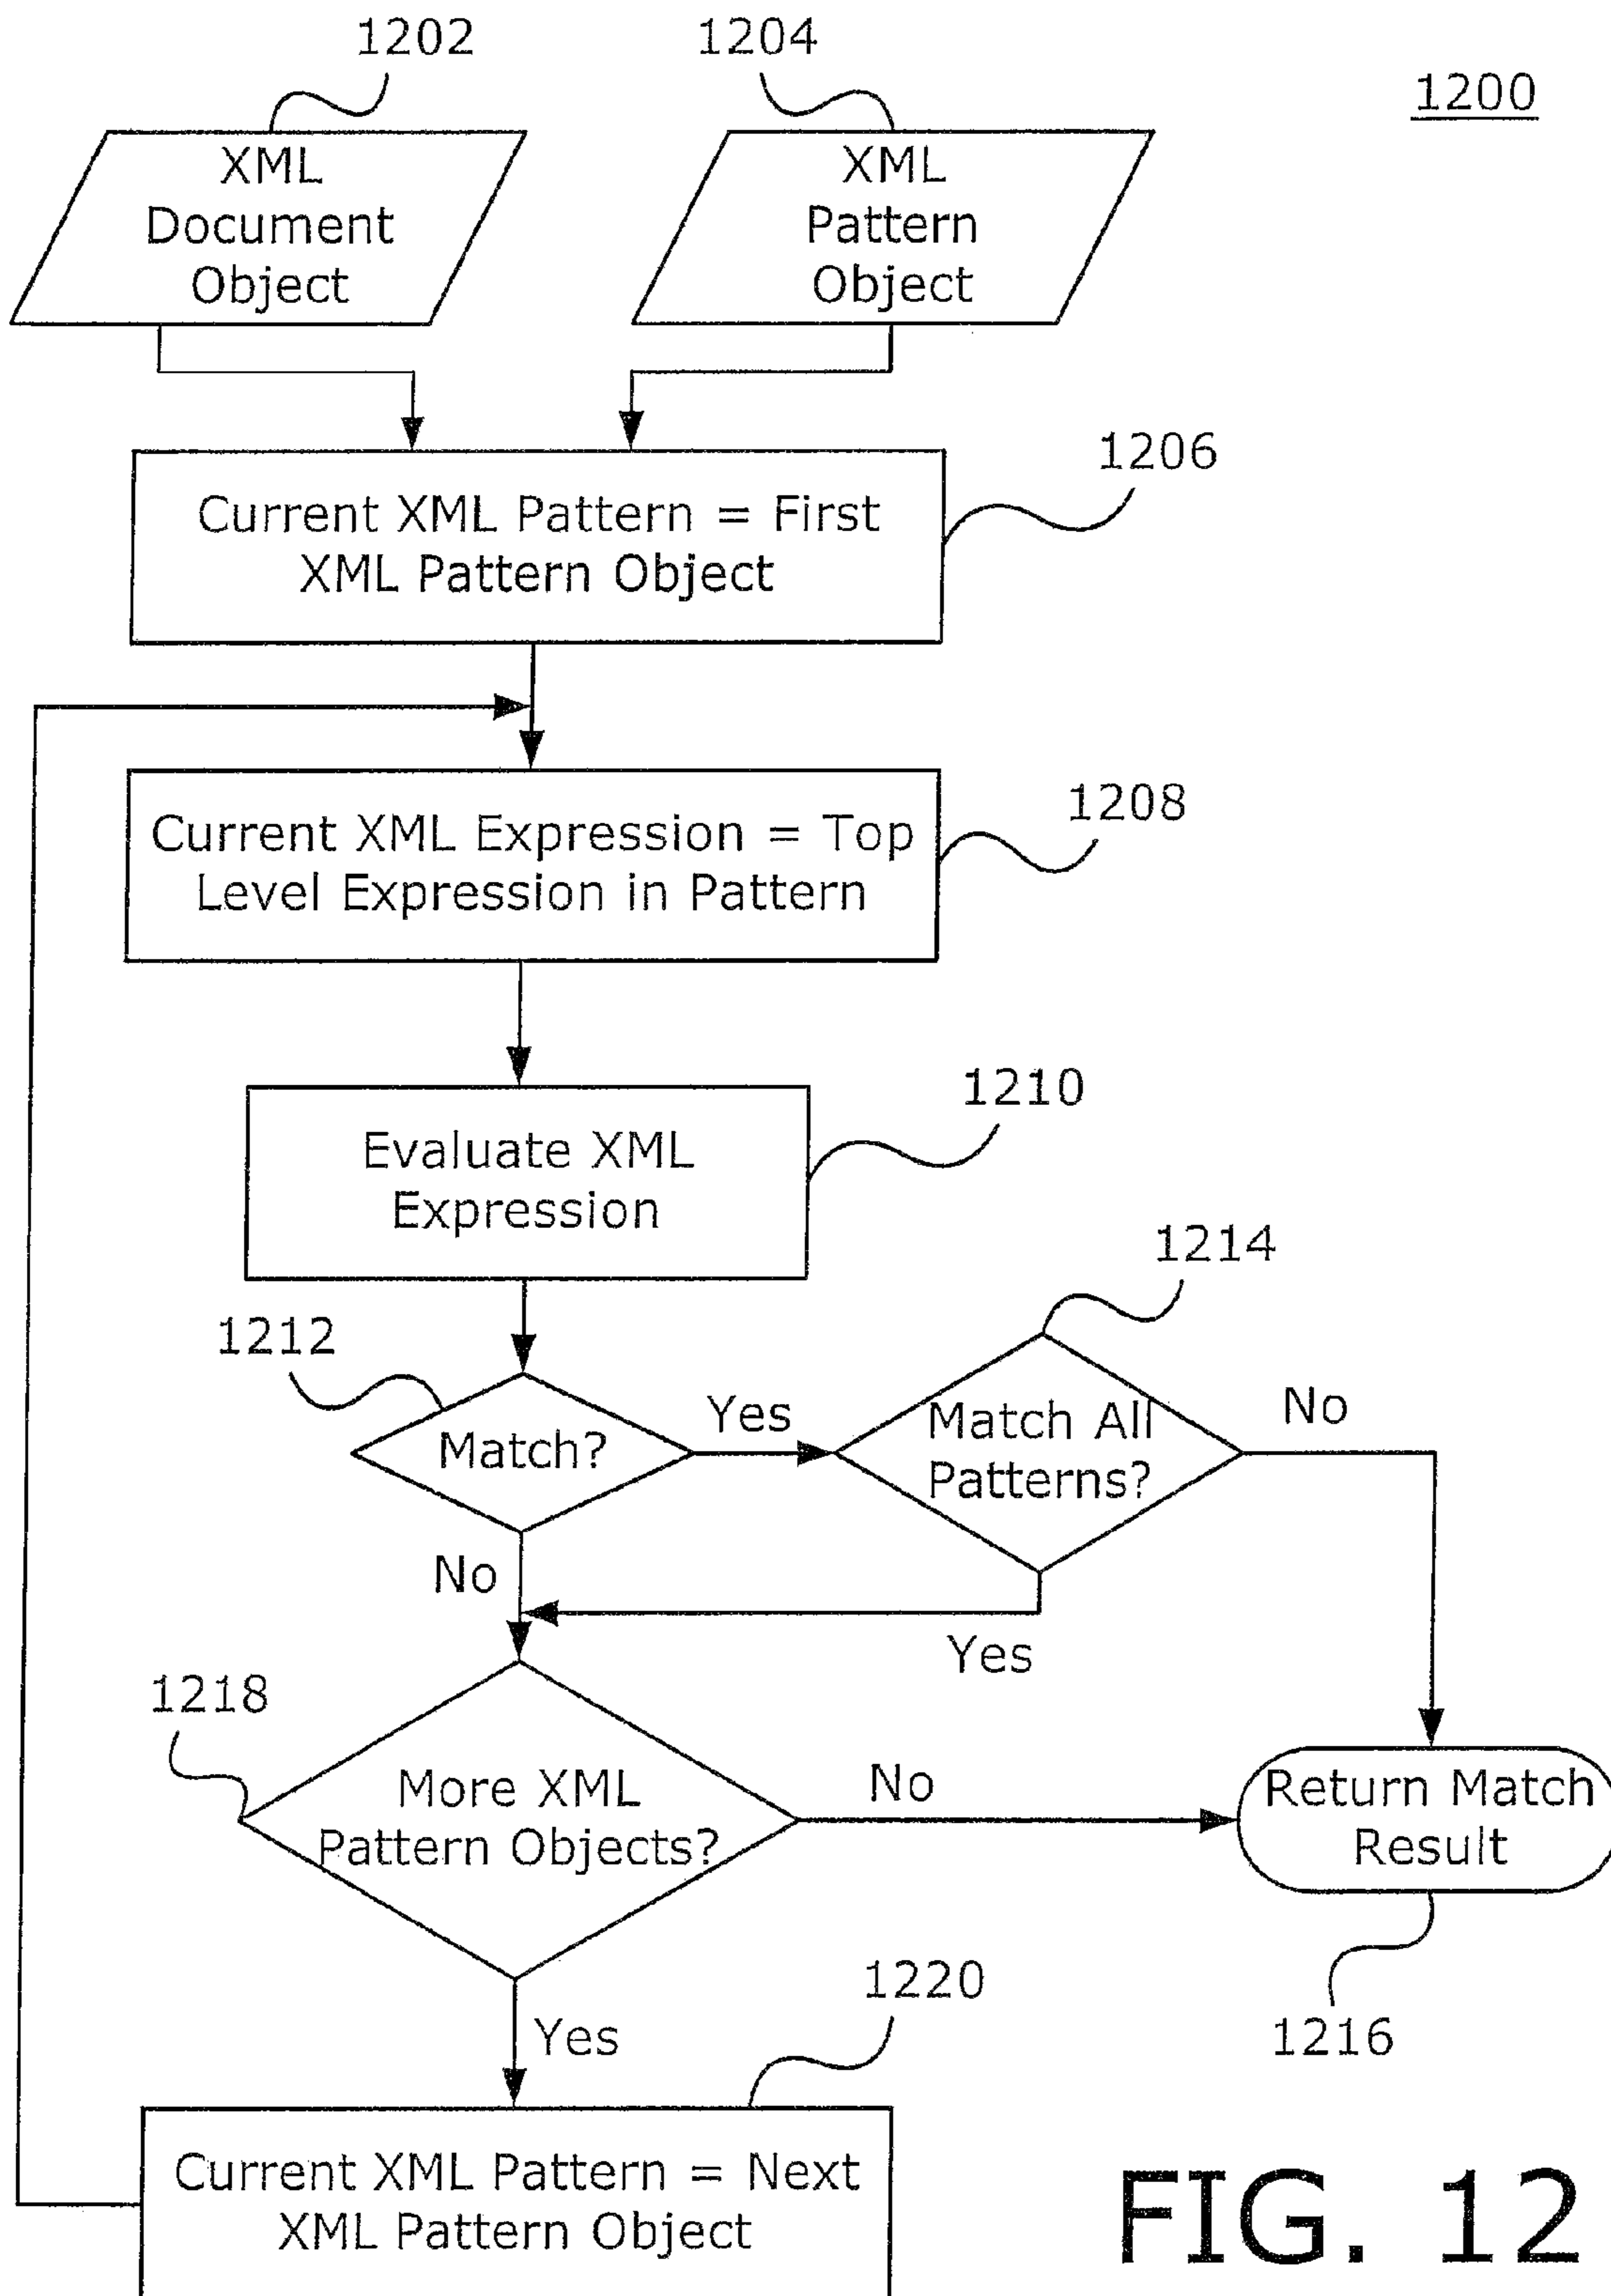 1202
1204
1200
XML
Document
Object
XML
Pattern
Object
1206
Current XML Pattern = First
XML Pattern Object
1208
Current XML Expression = Top
Level Expression in Pattern
1210
Evaluate XML
Expression
1214
1212
Match?
Yes
Match All
Patterns?
No
No
Yes
1218
More XML
Pattern Objects?
No
Return Match
Result
1216
Yes
1220
Current XML Pattern = Next
XML Pattern Object
FIG. 12